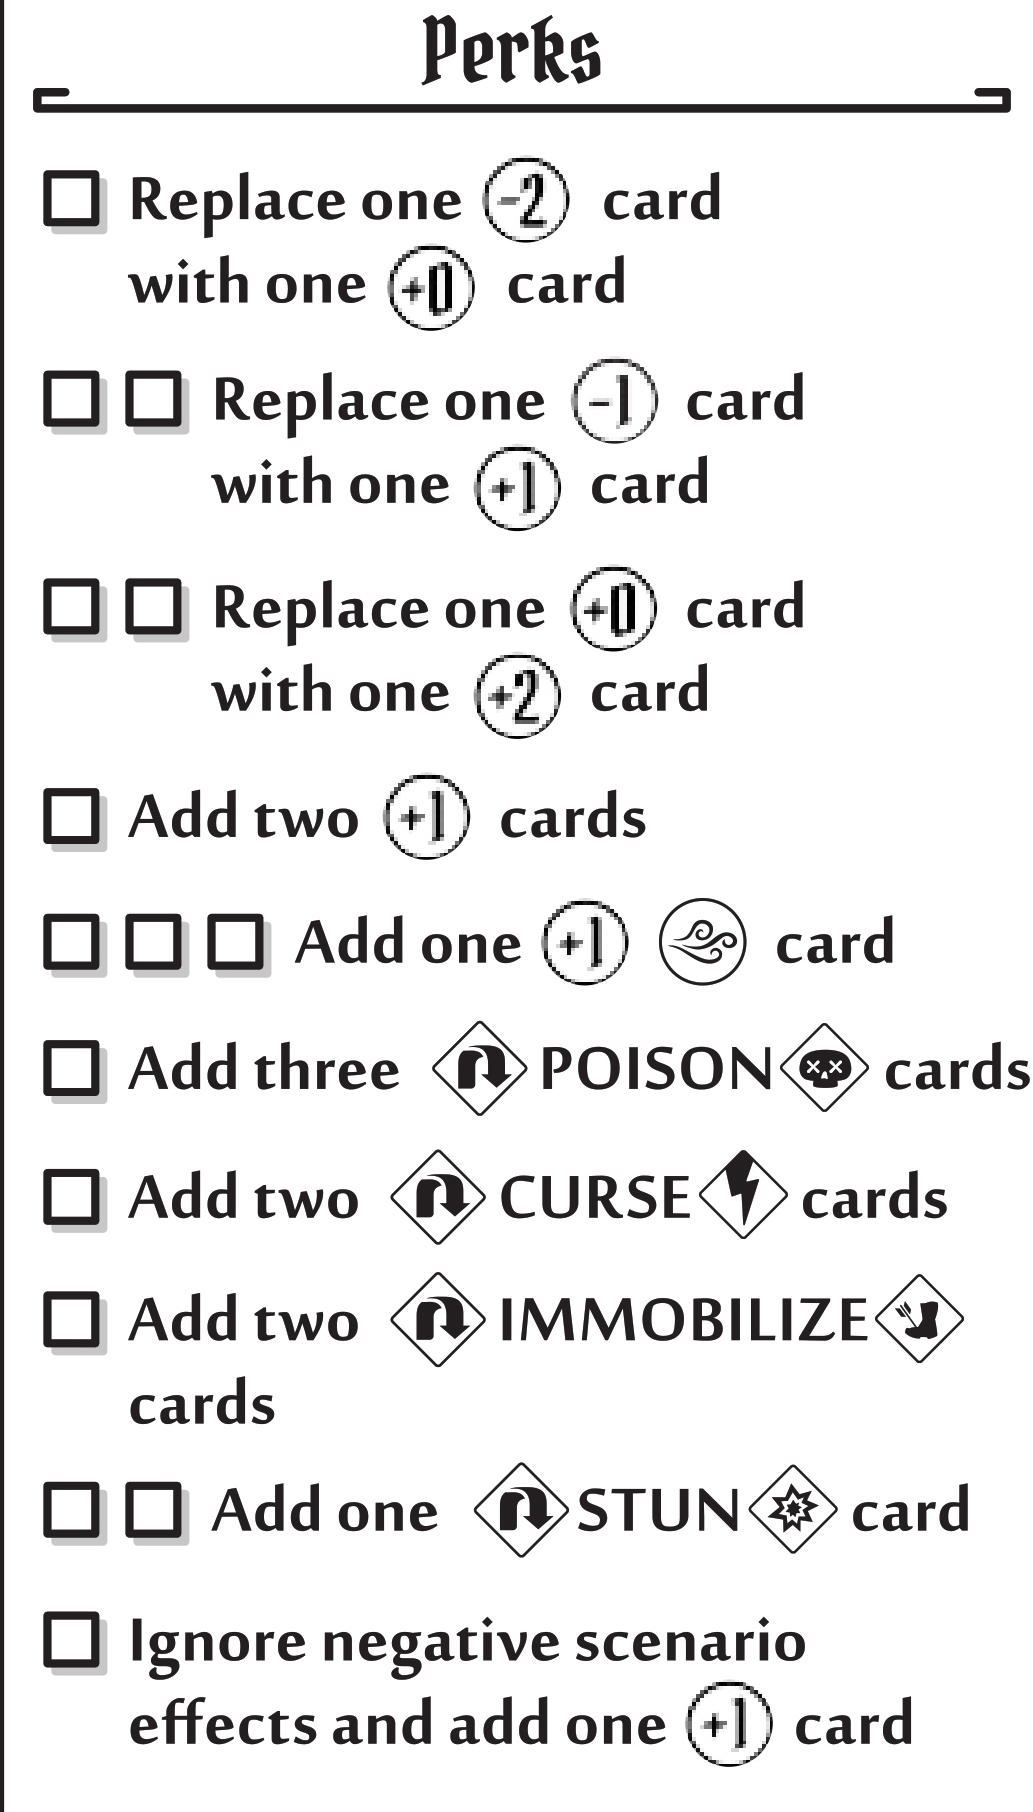 Perks
Replace one -2 card
with one +0 card
Replace one -1 card
with one +1 card
Replace one +0 card
with one +2 card
Add two +1 cards
Add one +1 card
Add three POISON cards
Add two CURSE cards
Add two IMMOBILIZE
cards
Add one STUN card
Ignore negative scenario
effects and add one +1 card